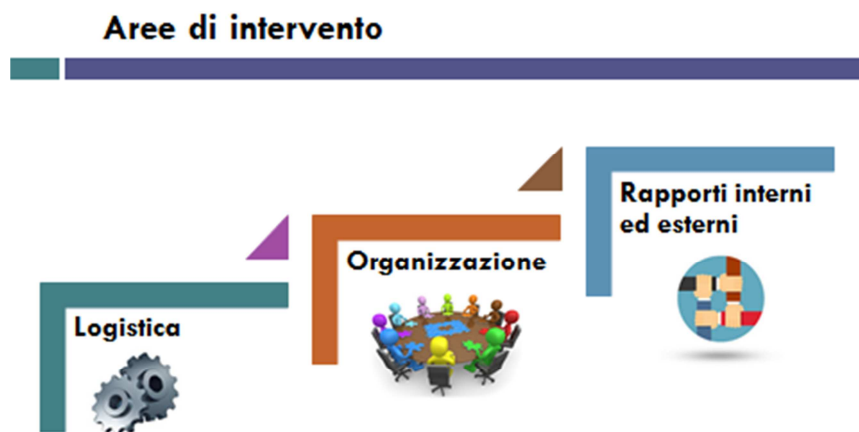 Aree di intervento
Rapporti interni
ed esterni
Organizzazione
Logistica